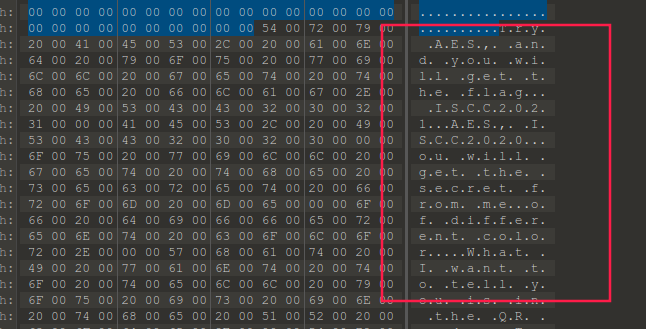 h: 00 00 00 00 00 00 00 00 00 00 00 00 00 00 00 00 ................
h: 00 00 00 00 00 00 00 00 00 00 54 00 72 00 79 00 ..........T.r.y.
h: 20 00 41 00 45 00 53 00 2C 00 20 00 61 00 6E 00 .A.E.S.,. .a.n.
h: 64 00 20 00 79 00 6F 00 75 00 20 00 77 00 69 00 d. .y.o.u. .w.i.
h: 6C 00 6C 00 20 00 67 00 65 00 74 00 20 00 74 00 l.l. .g.e.t. .t.
h: 68 00 65 00 20 00 66 00 6C 00 61 00 67 00 2E 00 h.e. .f.l.a.g...
h: 20 00 49 00 53 00 43 00 43 00 32 00 30 00 32 00 .I.S.C.C.2.0.2.
h: 31 00 00 00 41 00 45 00 53 00 2C 00 20 00 49 00 1...A.E.S.,. .I.
h: 53 00 43 00 43 00 32 00 30 00 32 00 30 00 00 00 S.C.C.2.0.2.0...
h: 6F 00 75 00 20 00 77 00 69 00 6C 00 6C 00 20 00 o.u. .w.i.l.l. .
h: 67 00 65 00 74 00 20 00 74 00 68 00 65 00 20 00 g.e.t. .t.h.e. .
h: 73 00 65 00 63 00 72 00 65 00 74 00 20 00 66 00 s.e.c.r.e.t. .f.
h: 72 00 6F 00 6D 00 20 00 6D 00 65 00 00 00 6F 00 r.o.m. .m.e...o.
h: 66 00 20 00 64 00 69 00 66 00 66 00 65 00 72 00 f. .d.i.f.f.e.r.
h: 65 00 6E 00 74 00 20 00 63 00 6F 00 6C 00 6F 00 e.n.t. .c.o.l.o.
h: 72 00 2E 00 00 00 57 00 68 00 61 00 74 00 20 00 r.....W.h.a.t. .
h: 49 00 20 00 77 00 61 00 6E 00 74 00 20 00 74 00 I. .w.a.n.t. .t.
h: 6F 00 20 00 74 00 65 00 6C 00 6C 00 20 00 79 00 o. .t.e.l.l. .y.
h: 6F 00 75 00 20 00 69 00 73 00 20 00 69 00 6E 00 o.u. .i.s. .i.n.
h: 20 00 74 00 68 00 65 00 20 00 51 00 52 00 20 00 .t.h.e. .Q.R. .